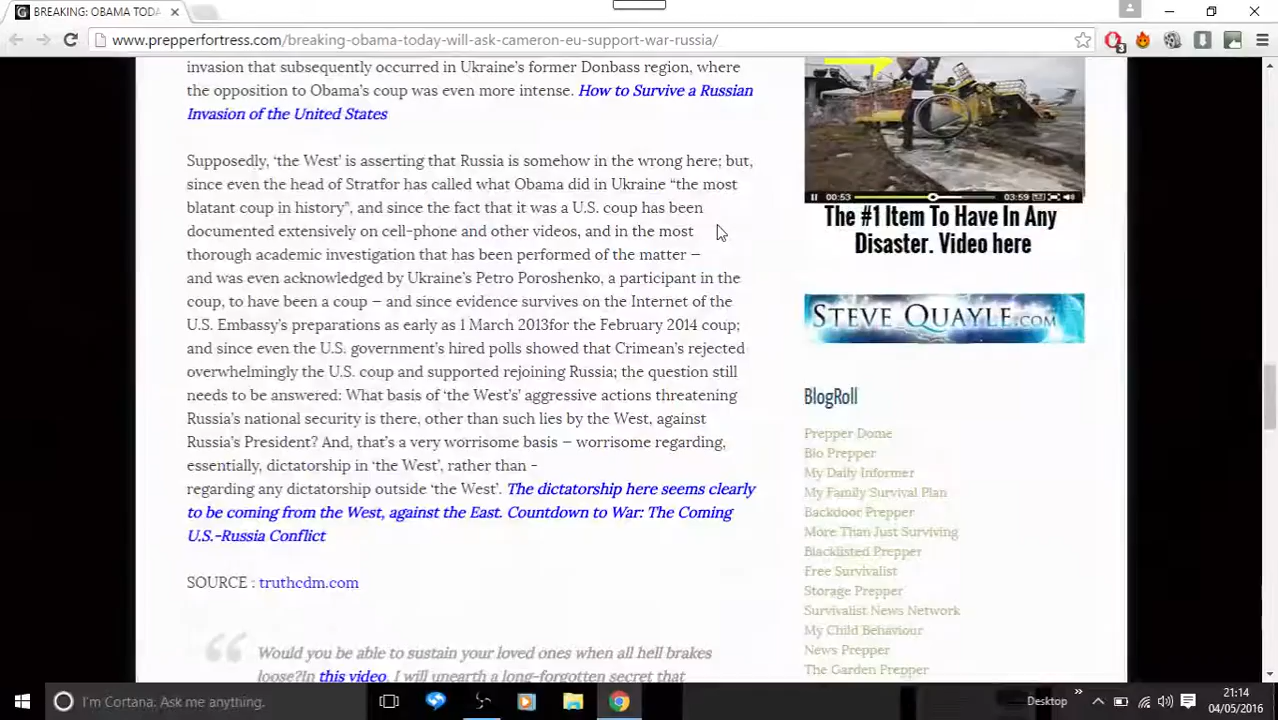 BREAKING: OBAMA TODA
www.prepperfortress.com/breaking-obama-today-will-ask-cameron-eu-support-war-russia/
3
invasion that subsequently occurred in Ukraine's former Donbass region, where
the opposition to Obama's coup was even more intense. How to Survive a Russian
Invasion of the United States
Supposedly, 'the West' is asserting that Russia is somehow in the wrong here; but,
since even the head of Stratfor has called what Obama did in Ukraine "the most
blatant coup in history", and since the fact that it was a U.S. coup has been
documented extensively on cell-phone and other videos, and in the most
thorough academic investigation that has been performed of the matter —
and was even acknowledged by Ukraine's Petro Poroshenko, a participant in the
coup, to have been a coup — and since evidence survives on the Internet of the
U.S. Embassy's preparations as early as 1 March 2013for the February 2014 coup;
and since even the U.S. government's hired polls showed that Crimean's rejected
overwhelmingly the U.S. coup and supported rejoining Russia; the question still
needs to be answered: What basis of 'the West's' aggressive actions threatening
Russia's national security is there, other than such lies by the West, against
Russia's President? And, that's a very worrisome basis — worrisome regarding,
essentially, dictatorship in 'the West', rather than -
regarding any dictatorship outside 'the West'. The dictatorship here seems clearly
to be coming from the West, against the East. Countdown to War: The Coming
U.S.-Russia Conflict
SOURCE : truthcdm.com
Would you be able to sustain your loved ones when all hell brakes
loose?In this video, I will unearth a long-forgotten secret that
00:53
03:59
The #1 Item To Have In Any
Disaster. Video here
STEVE QUAYLE.COM
BlogRoll
Prepper Dome
Bio Prepper
My Daily Informer
My Family Survival Plan
Backdoor Prepper
More Than Just Surviving
Blacklisted Prepper
Free Survivalist
Storage Prepper
Survivalist News Network
My Child Behaviour
News Prepper
The Garden Prepper
I'm Cortana. Ask me anything.
Desktop
21:14
04/05/2016